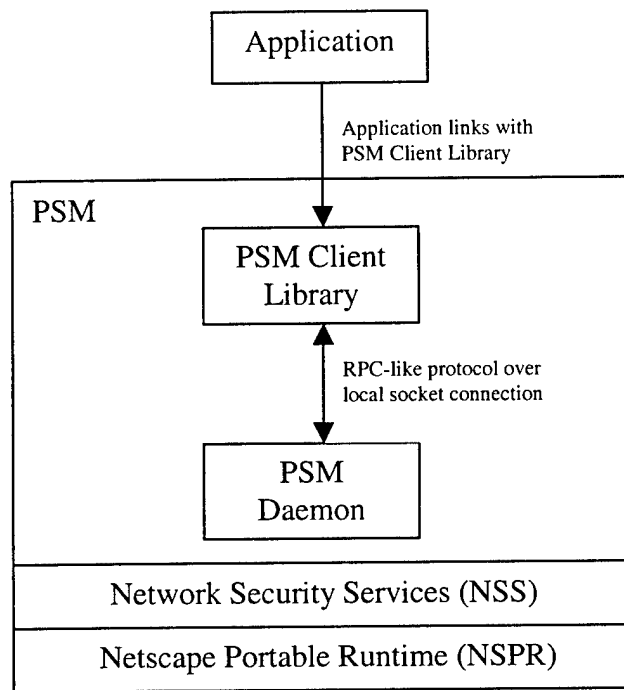 Application
Application links with
PSM Client Library
PSM
PSM Client
Library
RPC-like protocol over
local socket connection
PSM
Daemon
Network Security Services (NSS)
Netscape Portable Runtime (NSPR)